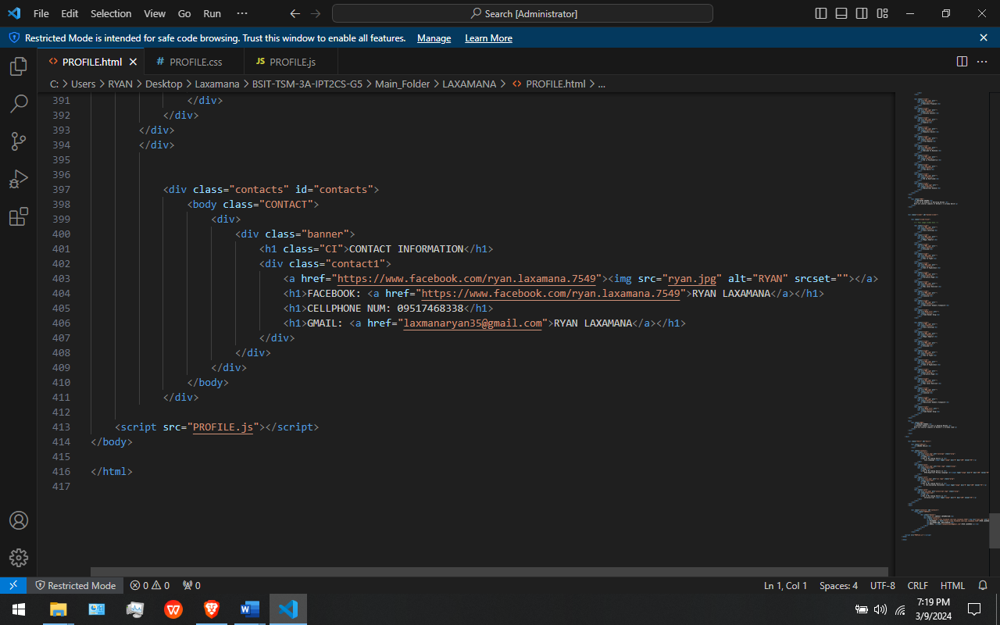 File Edit Selection View Go Run ··· Search [Administrator]
Restricted Mode is intended for safe code browsing. Trust this window to enable all features. Manage Learn More
<> PROFILE.html # PROFILE.css JS PROFILE.js
C: > Users > RYAN > Desktop > Laxamana > BSIT-TSM-3A-IPT2CS-G5 > Main_Folder > LAXAMANA > <> PROFILE.html > ...
391 </div>
392 </div>
393 </div>
394 </div>
395
396
397 <div class="contacts" id="contacts">
398 <body class="CONTACT">
399 <div>
400 <div class="banner">
401 <h1 class="CI">CONTACT INFORMATION</h1>
402 <div class="contact1">
403 <a href="https://www.facebook.com/ryan.laxamana.7549"><img src="ryan.jpg" alt="RYAN" srcset=""></a>
404 <h1>FACEBOOK: <a href="https://www.facebook.com/ryan.laxamana.7549">RYAN LAXAMANA</a></h1>
405 <h1>CELLPHONE NUM: 09517468338</h1>
406 <h1>GMAIL: <a href="laxmanaryan35@gmail.com">RYAN LAXAMANA</a></h1>
407 </div>
408 </div>
409 </div>
410 </body>
411 </div>
412
413 <script src="PROFILE.js"></script>
414 </body>
415
416 </html>
417
Restricted Mode 0 0 0 Ln 1, Col 1 Spaces: 4 UTF-8 CRLF HTML
7:19 PM
3/9/2024